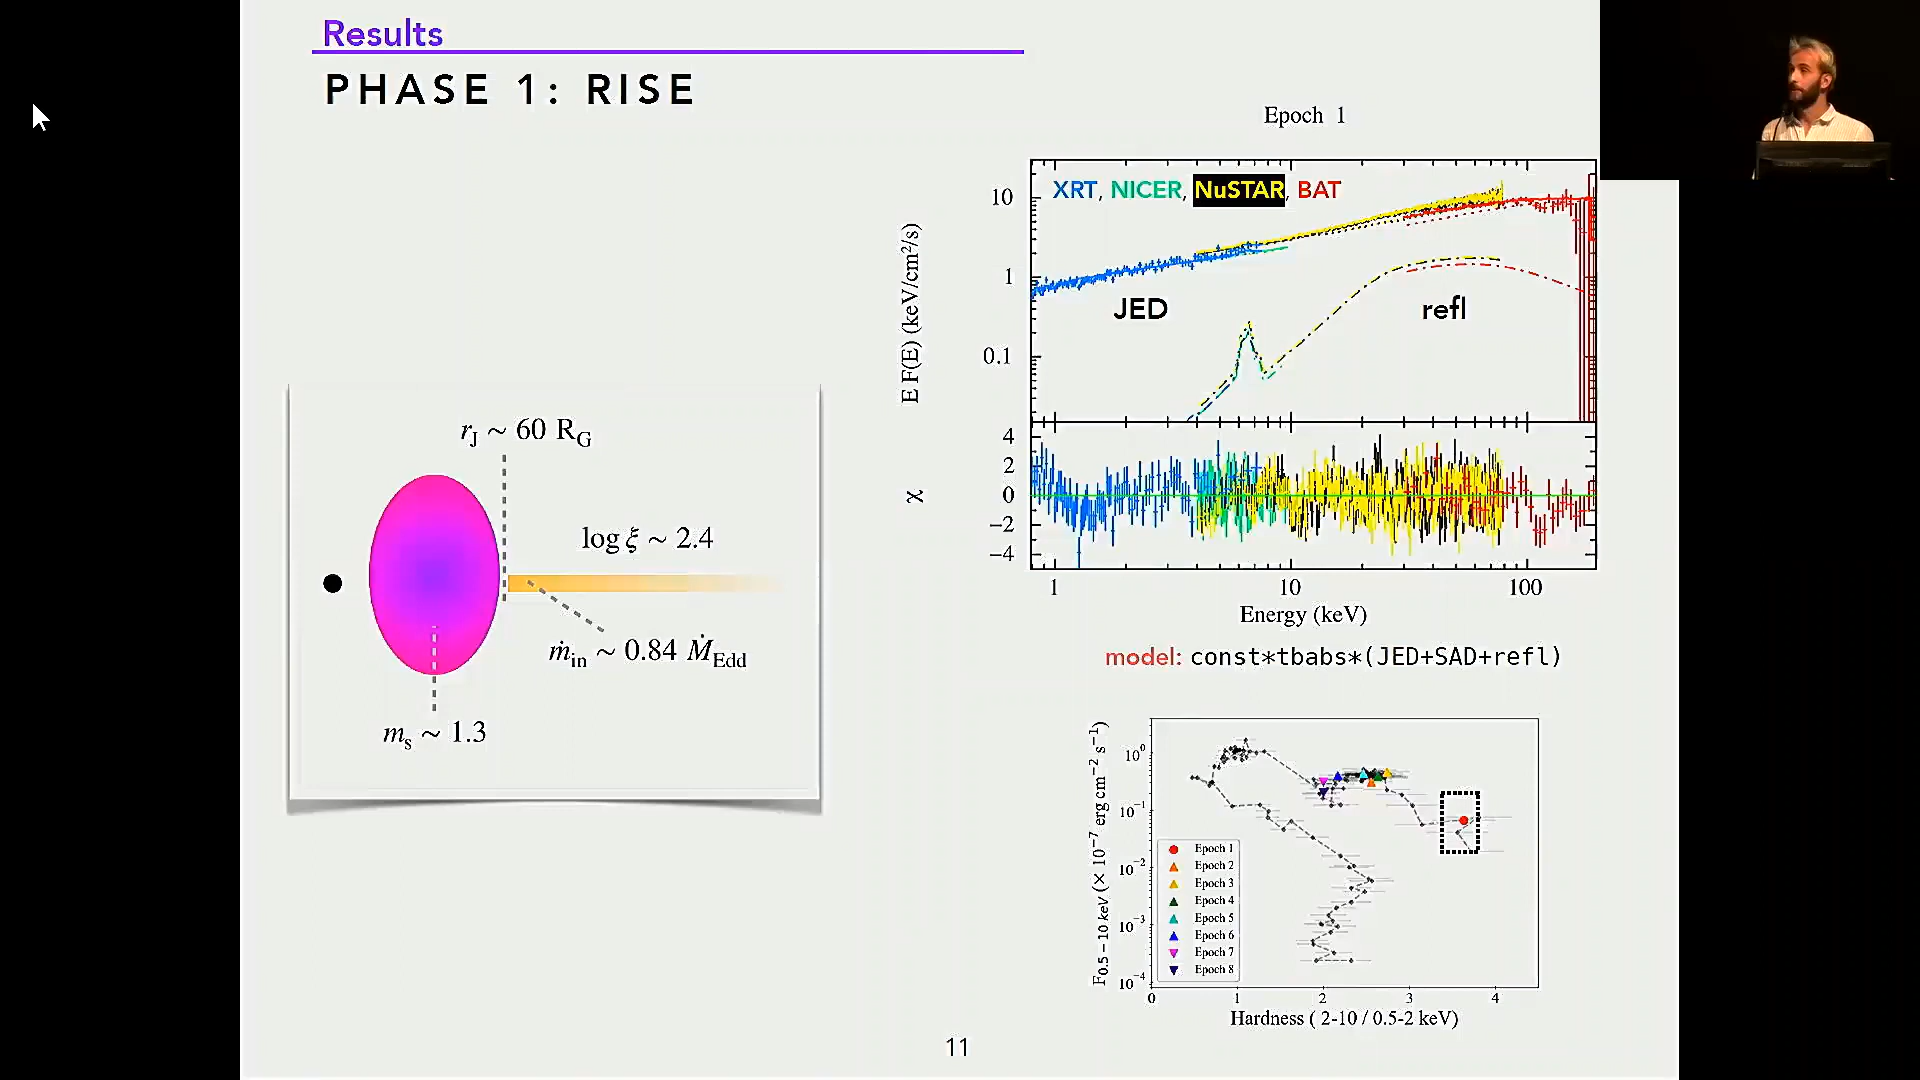 Results
PHASE 1: RISE
Epoch 1
XRT, NICER, NuSTAR, BAT
10
1
0.1
JED
refl
E F(E) (keV/cm²/s)
4
2
0
−2
−4
χ
1 10 100
Energy (keV)
model: const*tbabs*(JED+SAD+refl)
r_J ∼ 60 R_G
log ξ ∼ 2.4
ṁ_in ∼ 0.84 Ṁ_Edd
m_s ∼ 1.3
F_0.5−10 keV (× 10⁻⁷ erg cm⁻² s⁻¹)
10⁰
10⁻¹
10⁻²
10⁻³
10⁻⁴
Epoch 1
Epoch 2
Epoch 3
Epoch 4
Epoch 5
Epoch 6
Epoch 7
Epoch 8
0 1 2 3 4
Hardness ( 2-10 / 0.5-2 keV)
11